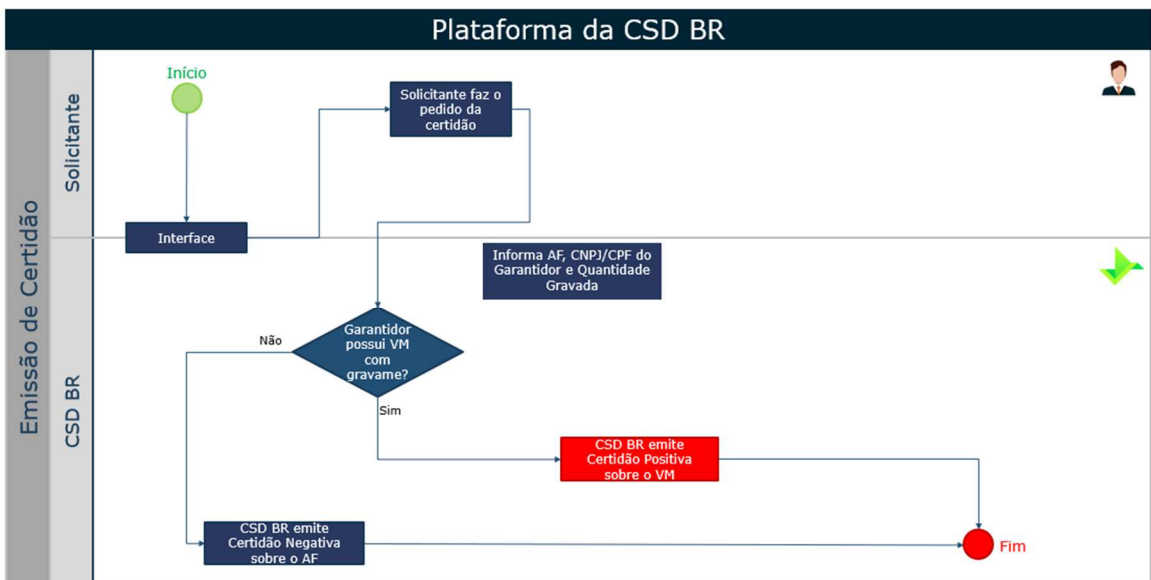 Plataforma da CSD BR
Emissão de Certidão
Solicitante
Início
Solicitante faz o
pedido da
certidão
Interface
CSD BR
Informa AF, CNPJ/CPF do
Garantidor e Quantidade
Gravada
Garantidor
possui VM
com
gravame?
Não
Sim
CSD BR emite
Certidão Positiva
sobre o VM
CSD BR emite
Certidão Negativa
sobre o AF
Fim